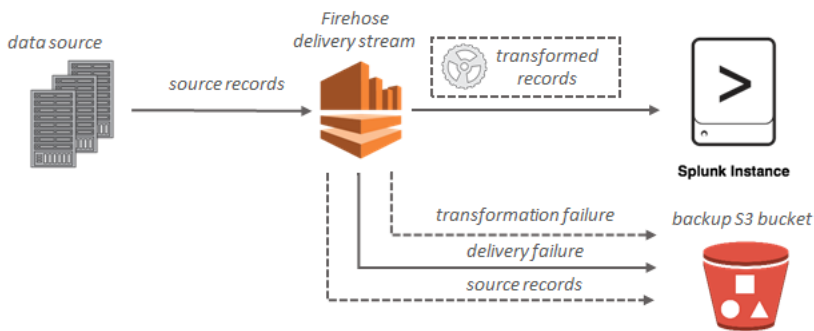 data source
source records
Firehose
delivery stream
transformed
records
>
Splunk Instance
transformation failure
delivery failure
source records
backup S3 bucket